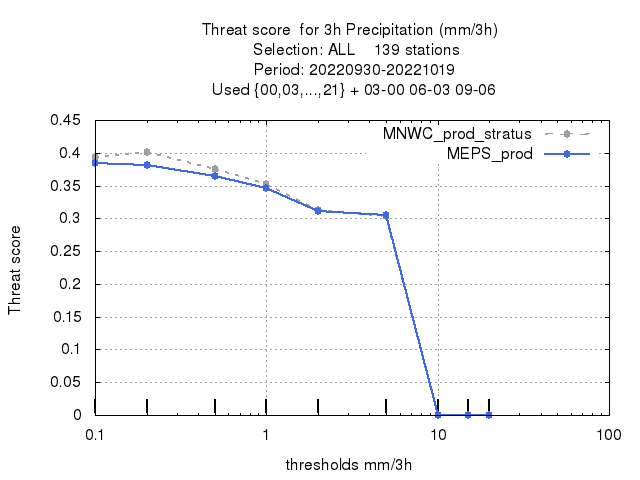 Threat score  for 3h Precipitation (mm/3h)
Selection: ALL    139 stations
Period: 20220930-20221019
Used {00,03,...,21} + 03-00 06-03 09-06
MNWC_prod_stratus
MEPS_prod
Threat score
0.45
0.4
0.35
0.3
0.25
0.2
0.15
0.1
0.05
0
0.1 1 10 100
thresholds mm/3h